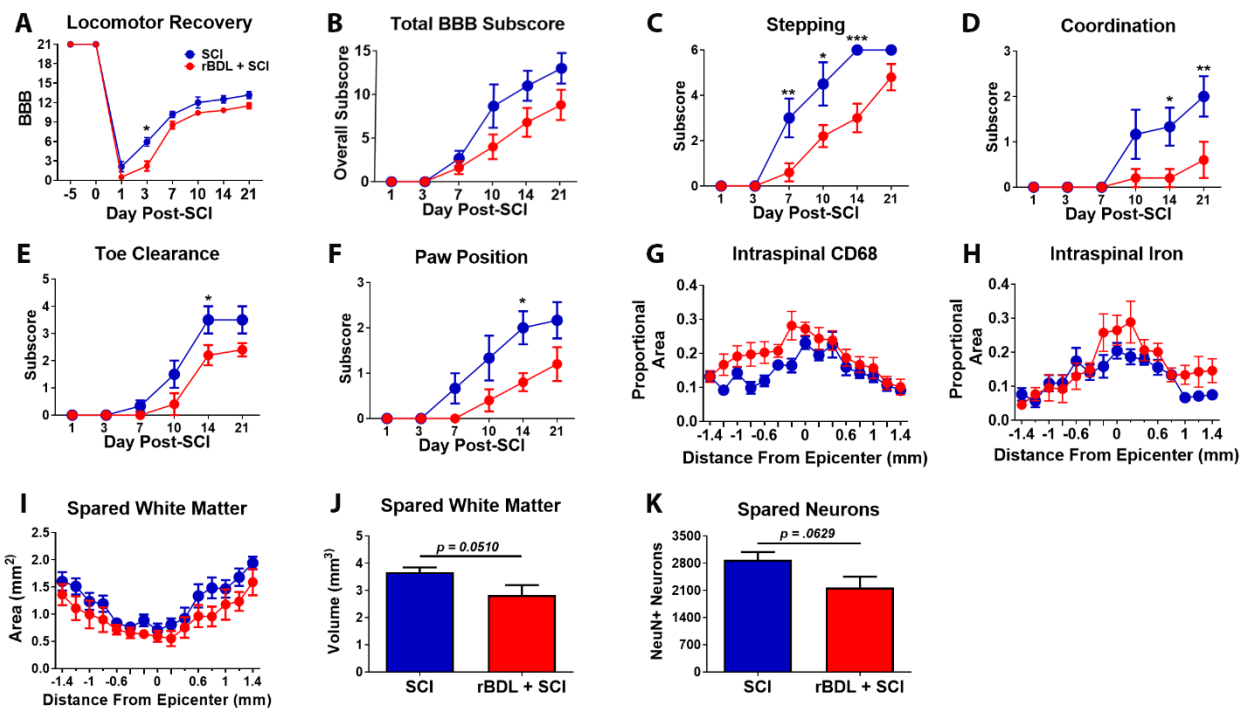 A Locomotor Recovery
BBB
21
18
15
12
9
6
3
0
SCI
rBDL + SCI
*
-5 0 1 3 7 10 14 21
Day Post-SCI
B Total BBB Subscore
Overall Subscore
15
10
5
0
1 3 7 10 14 21
Day Post-SCI
C Stepping
Subscore
6
4
2
0
** * ***
1 3 7 10 14 21
Day Post-SCI
D Coordination
Subscore
3
2
1
0
* **
1 3 7 10 14 21
Day Post-SCI
E Toe Clearance
Subscore
5
4
3
2
1
0
*
1 3 7 10 14 21
Day Post-SCI
F Paw Position
Subscore
3
2
1
0
*
1 3 7 10 14 21
Day Post-SCI
G Intraspinal CD68
Proportional
Area
0.4
0.3
0.2
0.1
0.0
-1.4 -1 -0.6 0 0.6 1 1.4
Distance From Epicenter (mm)
H Intraspinal Iron
Proportional
Area
0.4
0.3
0.2
0.1
0.0
-1.4 -1 -0.6 0 0.6 1 1.4
Distance From Epicenter (mm)
I Spared White Matter
Area (mm²)
2.5
2.0
1.5
1.0
0.5
0.0
-1.4 -1 -0.6 0 0.6 1 1.4
Distance From Epicenter (mm)
J Spared White Matter
Volume (mm³)
5
4
3
2
1
0
p = 0.0510
SCI rBDL + SCI
K Spared Neurons
NeuN+ Neurons
3500
2800
2100
1400
700
0
p = .0629
SCI rBDL + SCI